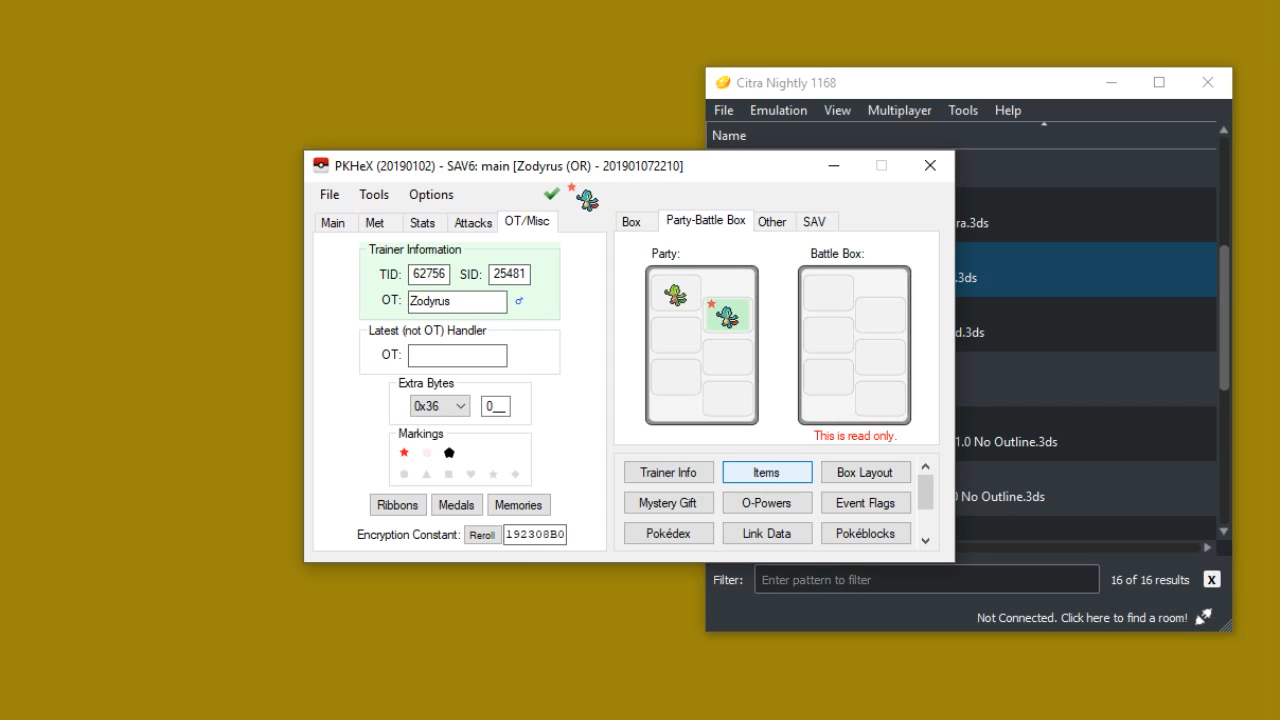 Citra Nightly 1168
File Emulation View Multiplayer Tools Help
Name
PKHeX (20190102) - SAV6: main [Zodyrus (OR) - 201901072210]
File Tools Options
Main Met Stats Attacks OT/Misc
Box Party-Battle Box Other SAV
ra.3ds
.3ds
d.3ds
1.0 No Outline.3ds
0 No Outline.3ds
Trainer Information
TID: 62756 SID: 25481
OT: Zodyrus ♂
Latest (not OT) Handler
OT:
Extra Bytes
0x36 0__
Markings
Ribbons Medals Memories
Encryption Constant: Reroll 192308B0
Party: Battle Box:
This is read only.
Trainer Info Items Box Layout
Mystery Gift O-Powers Event Flags
Pokédex Link Data Pokéblocks
Filter: Enter pattern to filter 16 of 16 results X
Not Connected. Click here to find a room!